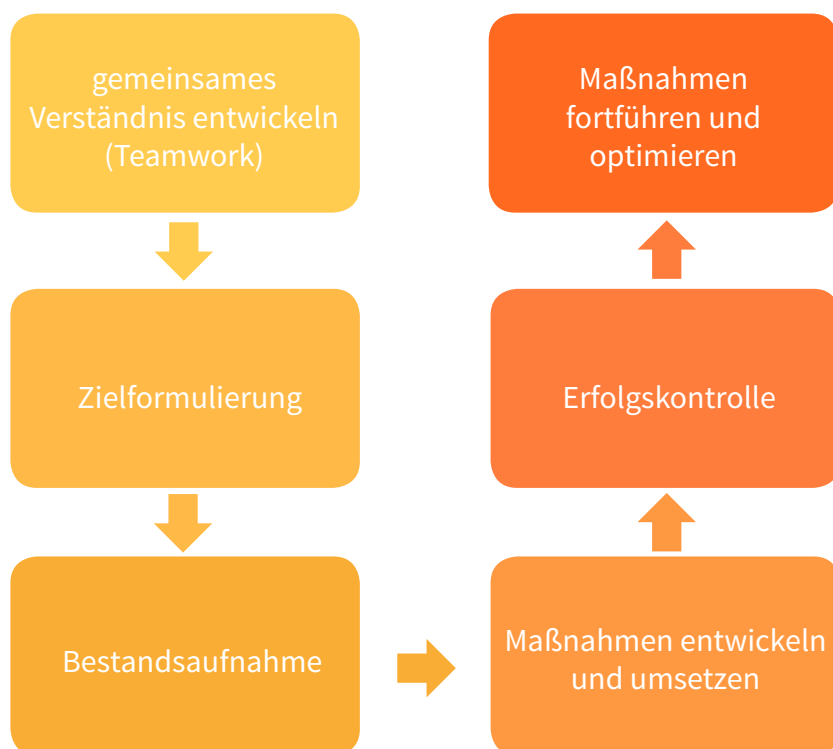 gemeinsames
Verständnis entwickeln
(Teamwork)
Zielformulierung
Bestandsaufnahme
Maßnahmen entwickeln
und umsetzen
Erfolgskontrolle
Maßnahmen
fortführen und
optimieren